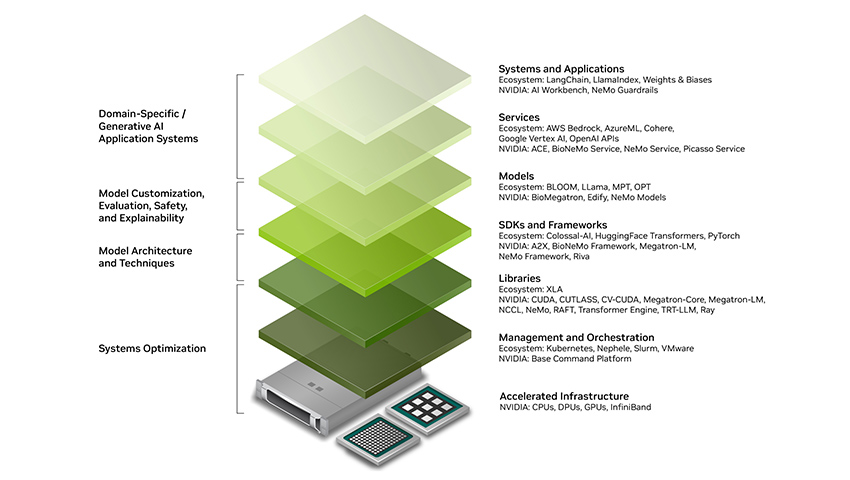 Domain-Specific /
Generative AI
Application Systems
Model Customization,
Evaluation, Safety,
and Explainability
Model Architecture
and Techniques
Systems Optimization
Systems and Applications
Ecosystem: LangChain, LlamaIndex, Weights & Biases
NVIDIA: AI Workbench, NeMo Guardrails
Services
Ecosystem: AWS Bedrock, AzureML, Cohere,
Google Vertex AI, OpenAI APIs
NVIDIA: ACE, BioNeMo Service, NeMo Service, Picasso Service
Models
Ecosystem: BLOOM, LLama, MPT, OPT
NVIDIA: BioMegatron, Edify, NeMo Models
SDKs and Frameworks
Ecosystem: Colossal-AI, HuggingFace Transformers, PyTorch
NVIDIA: A2X, BioNeMo Framework, Megatron-LM,
NeMo Framework, Riva
Libraries
Ecosystem: XLA
NVIDIA: CUDA, CUTLASS, CV-CUDA, Megatron-Core, Megatron-LM,
NCCL, NeMo, RAFT, Transformer Engine, TRT-LLM, Ray
Management and Orchestration
Ecosystem: Kubernetes, Nephele, Slurm, VMware
NVIDIA: Base Command Platform
Accelerated Infrastructure
NVIDIA: CPUs, DPUs, GPUs, InfiniBand